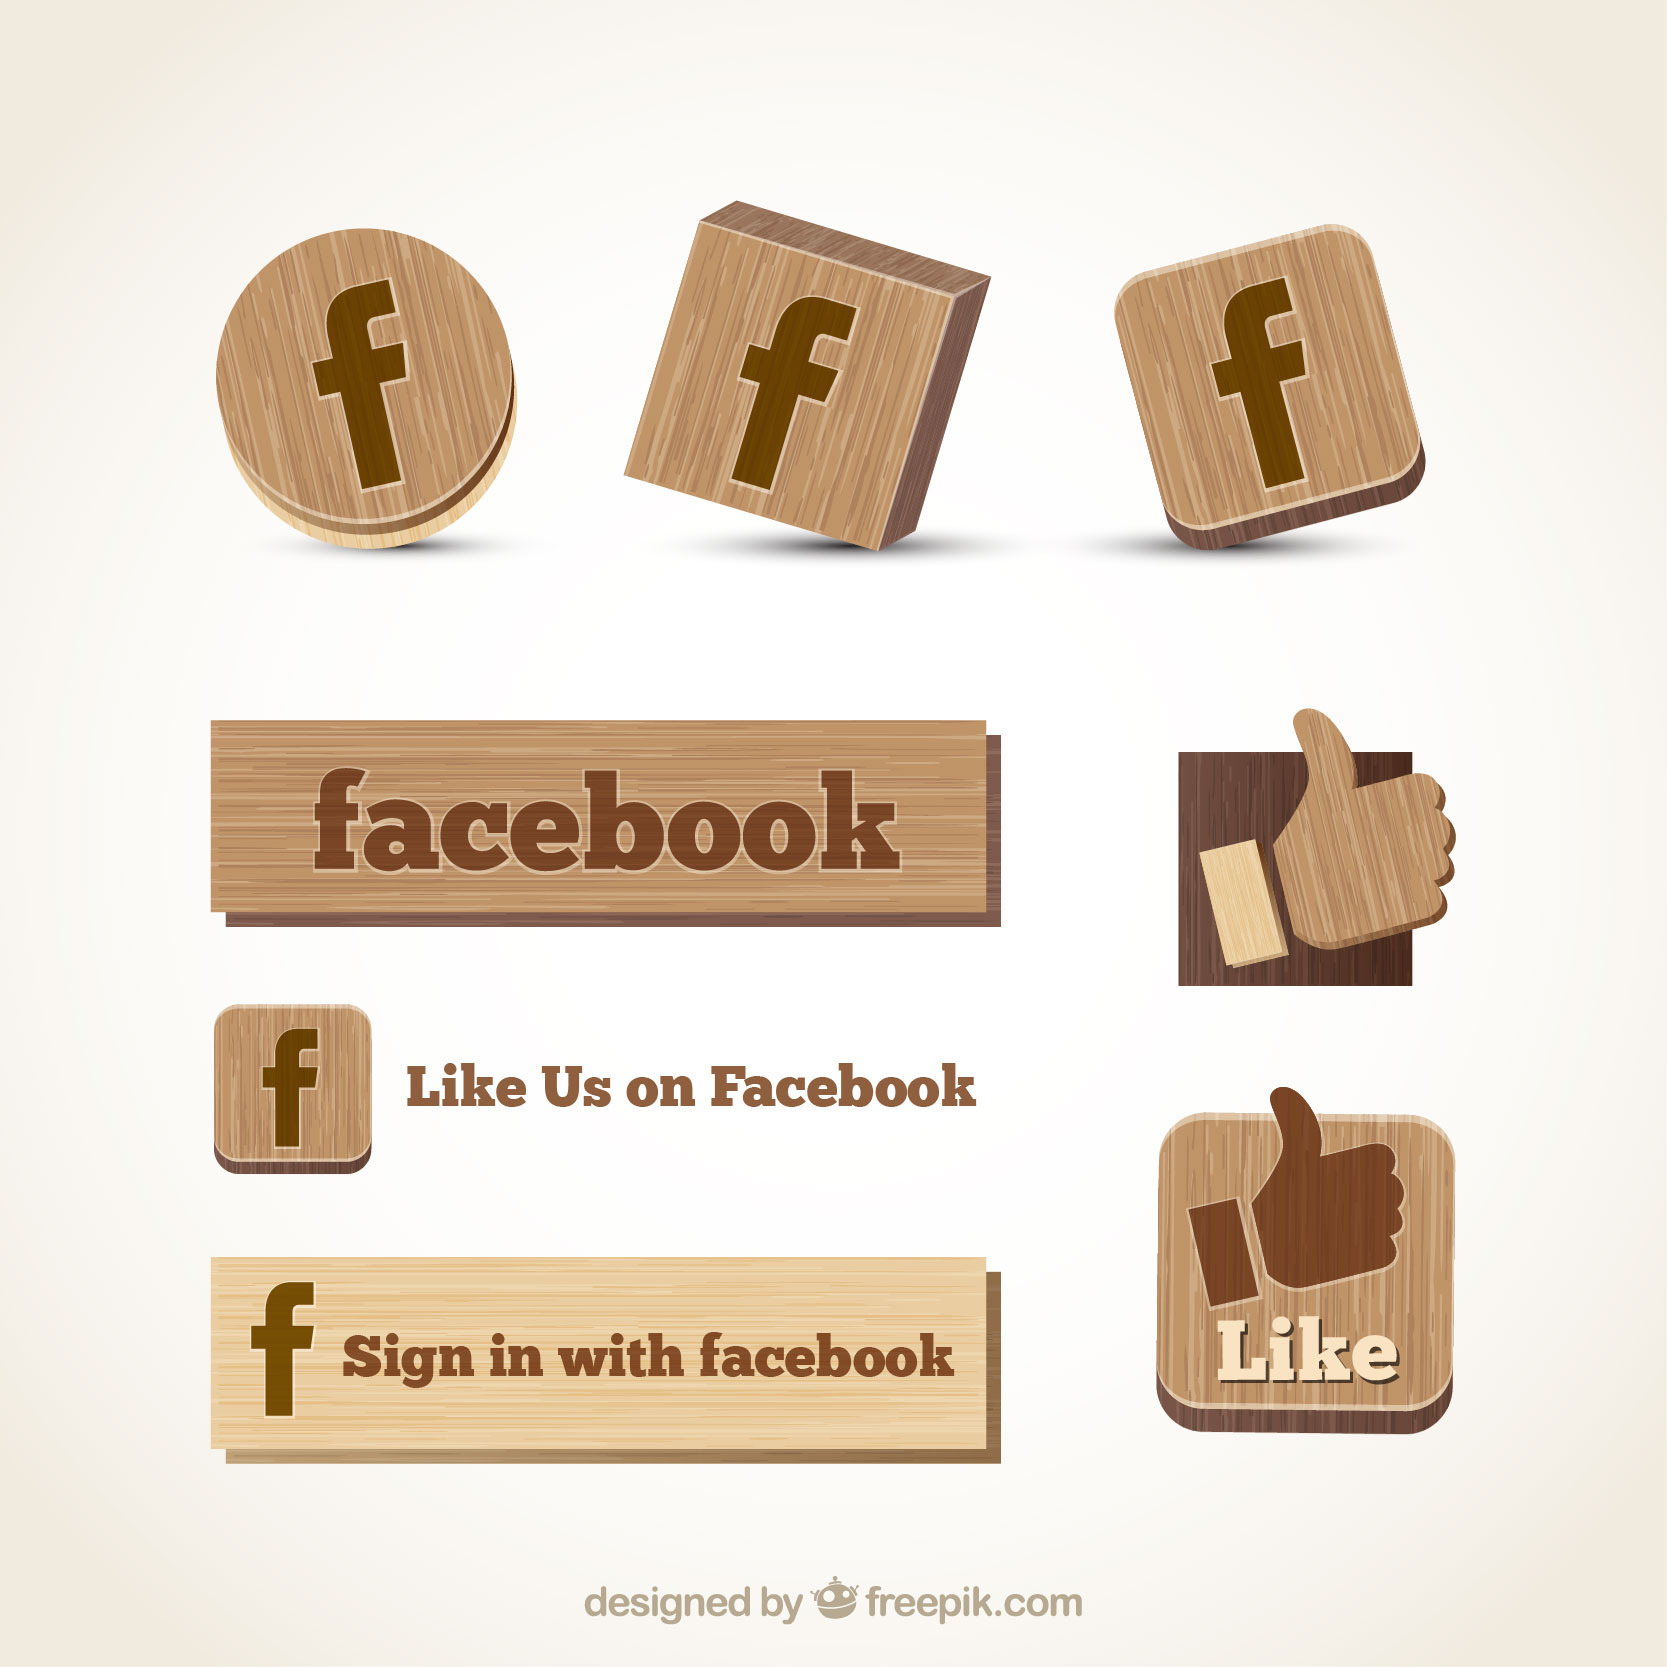 f
f
f
facebook
f
Like Us on Facebook
f
Sign in with facebook
Like
designed by freepik.com